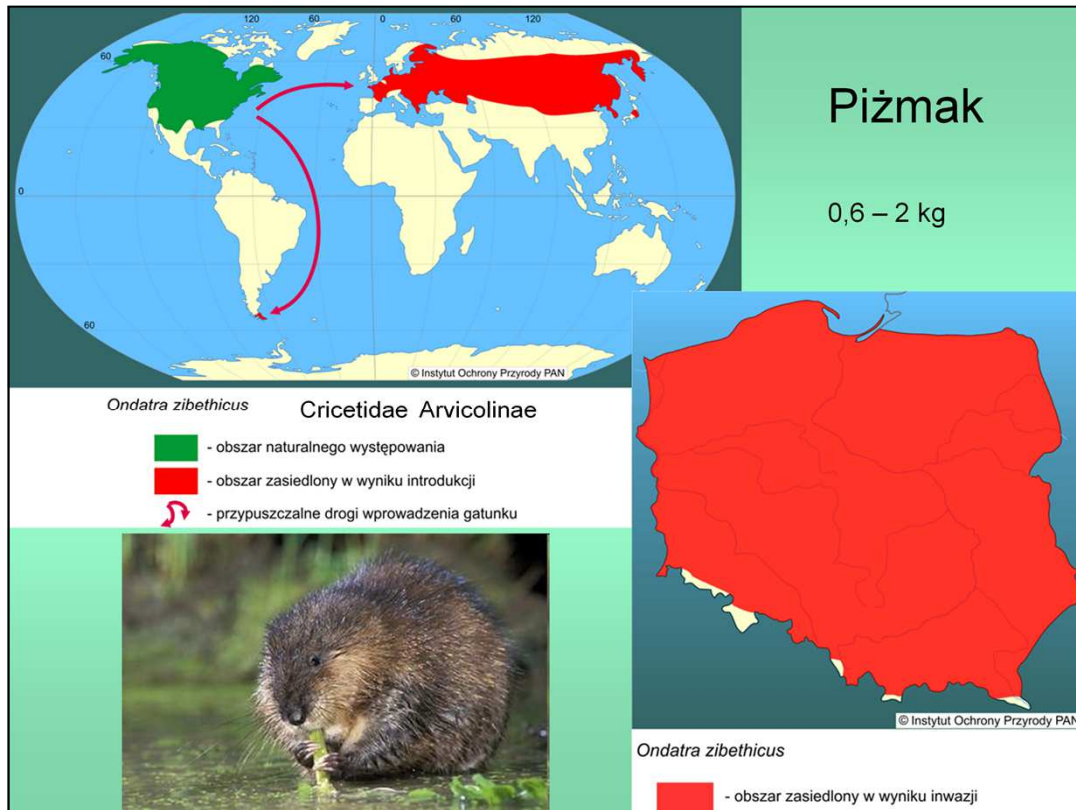 120
60
0
60
120
60
0
60
© Instytut Ochrony Przyrody PAN
Piżmak
0,6 – 2 kg
Ondatra zibethicus Cricetidae Arvicolinae
- obszar naturalnego występowania
- obszar zasiedlony w wyniku introdukcji
- przypuszczalne drogi wprowadzenia gatunku
© Instytut Ochrony Przyrody PAN
Ondatra zibethicus
- obszar zasiedlony w wyniku inwazji